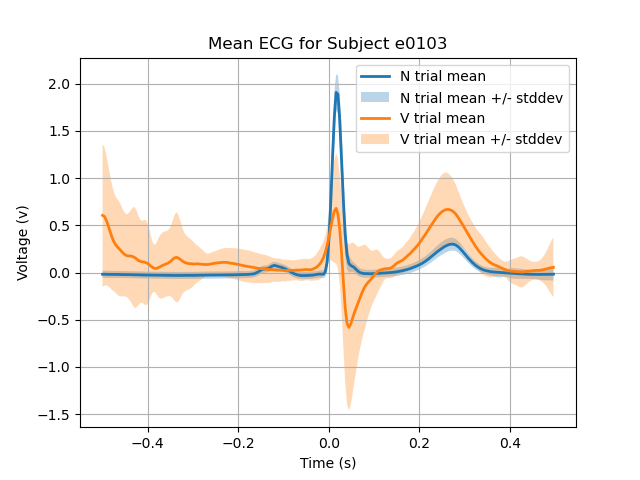 Mean ECG for Subject e0103
N trial mean
N trial mean +/- stddev
V trial mean
V trial mean +/- stddev
Voltage (v)
2.0
1.5
1.0
0.5
0.0
−0.5
−1.0
−1.5
−0.4 −0.2 0.0 0.2 0.4
Time (s)